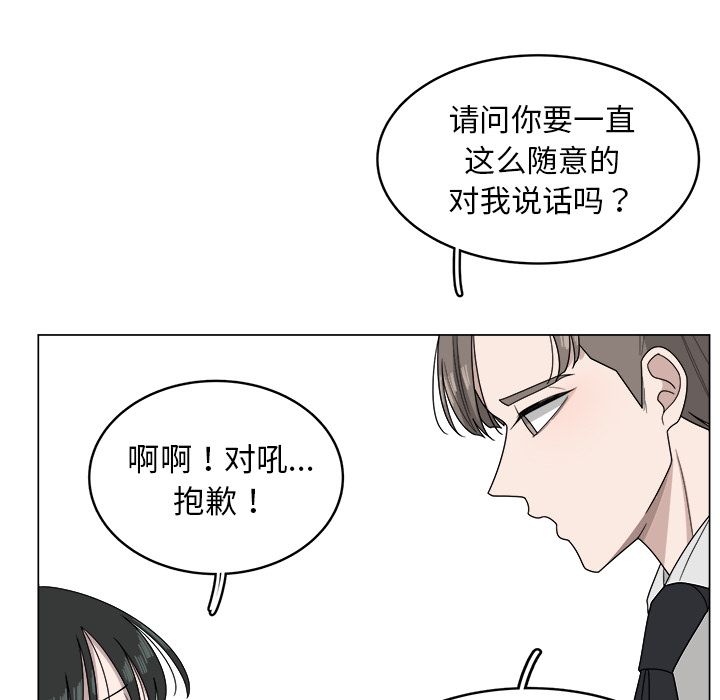 请问你要一直
这么随意的
对我说话吗？
啊啊！对吼…
抱歉！